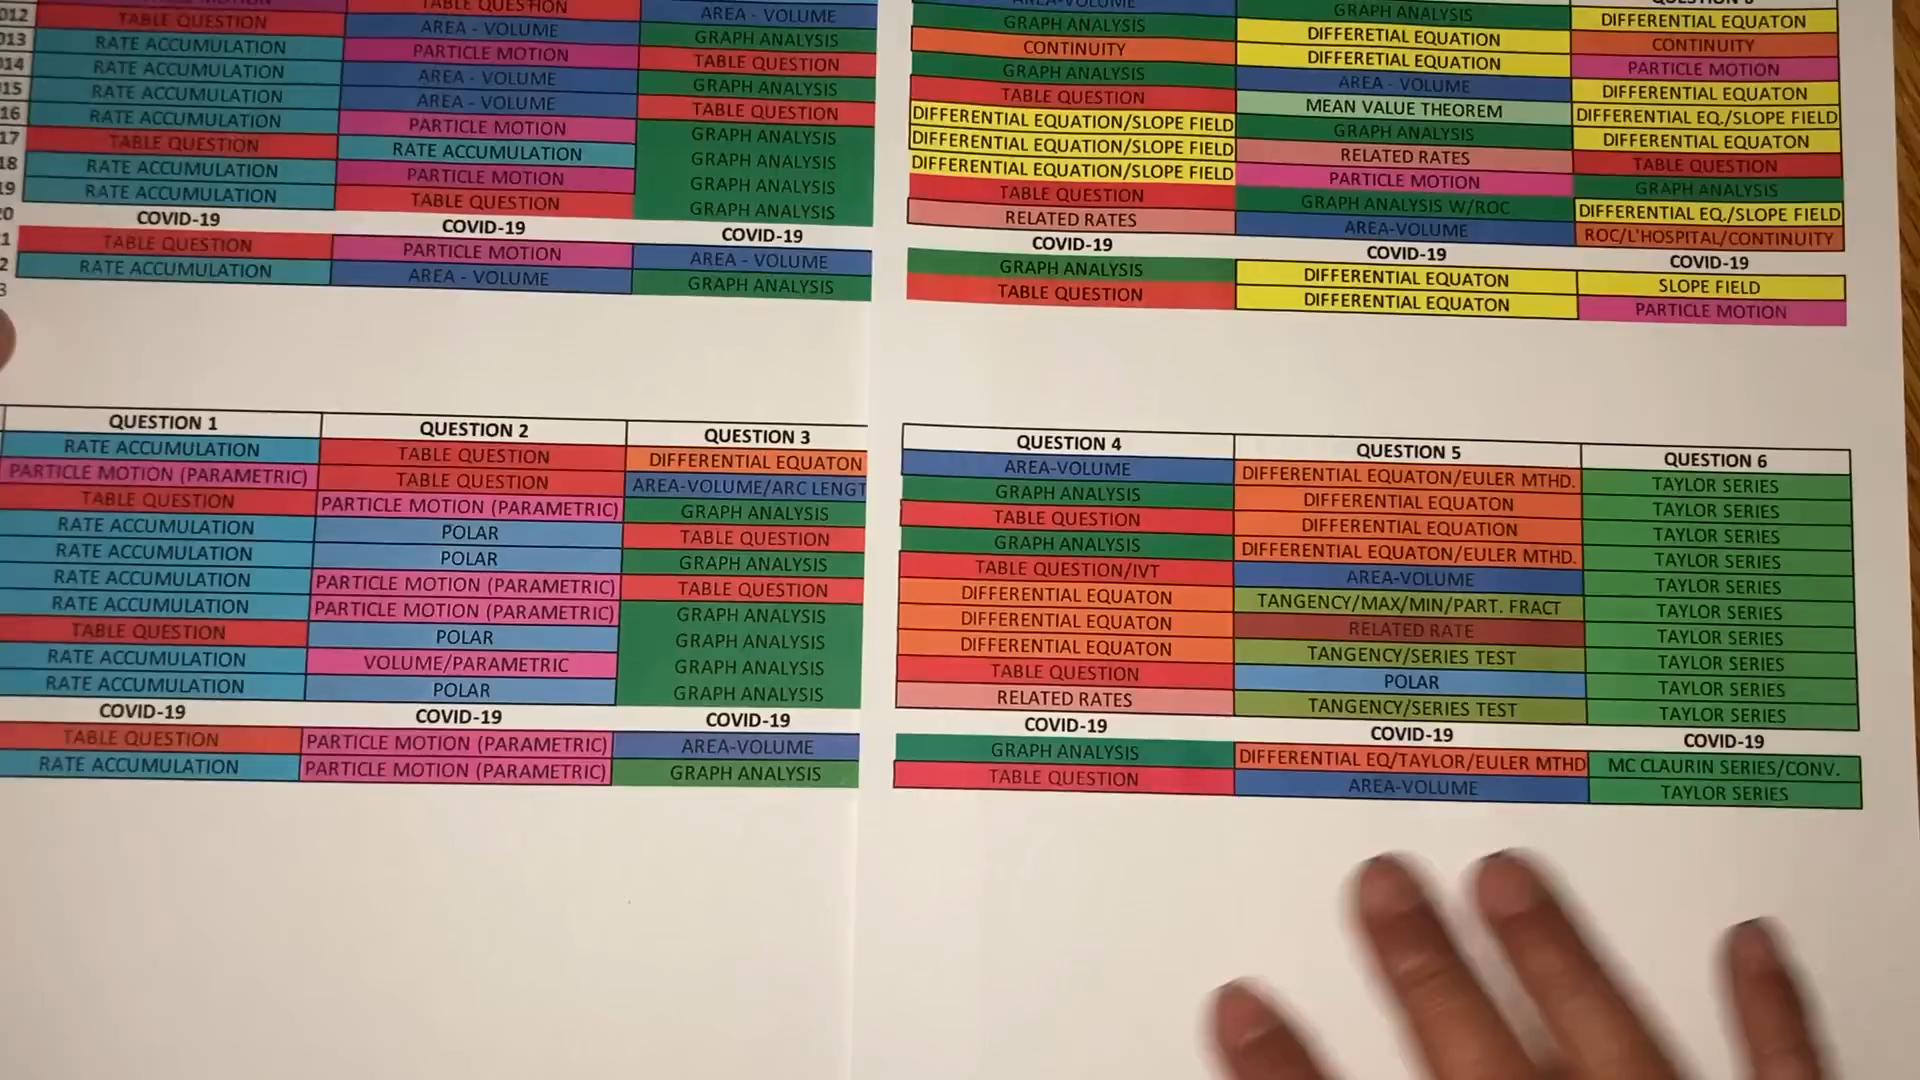 TABLE QUESTION
AREA - VOLUME
AREA-VOLUME
GRAPH ANALYSIS
012 TABLE QUESTION AREA - VOLUME GRAPH ANALYSIS GRAPH ANALYSIS DIFFERETIAL EQUATION DIFFERENTIAL EQUATON
013 RATE ACCUMULATION PARTICLE MOTION TABLE QUESTION CONTINUITY DIFFERETIAL EQUATION CONTINUITY
014 RATE ACCUMULATION AREA - VOLUME GRAPH ANALYSIS GRAPH ANALYSIS AREA - VOLUME PARTICLE MOTION
15 RATE ACCUMULATION AREA - VOLUME TABLE QUESTION TABLE QUESTION MEAN VALUE THEOREM DIFFERENTIAL EQUATON
16 RATE ACCUMULATION PARTICLE MOTION GRAPH ANALYSIS DIFFERENTIAL EQUATION/SLOPE FIELD GRAPH ANALYSIS DIFFERENTIAL EQ./SLOPE FIELD
17 TABLE QUESTION RATE ACCUMULATION GRAPH ANALYSIS DIFFERENTIAL EQUATION/SLOPE FIELD RELATED RATES DIFFERENTIAL EQUATON
18 RATE ACCUMULATION PARTICLE MOTION GRAPH ANALYSIS DIFFERENTIAL EQUATION/SLOPE FIELD PARTICLE MOTION TABLE QUESTION
19 RATE ACCUMULATION TABLE QUESTION GRAPH ANALYSIS TABLE QUESTION GRAPH ANALYSIS W/ROC GRAPH ANALYSIS
RELATED RATES AREA-VOLUME DIFFERENTIAL EQ./SLOPE FIELD
ROC/L'HOSPITAL/CONTINUITY
20 COVID-19 COVID-19 COVID-19 COVID-19 COVID-19 COVID-19
1 TABLE QUESTION PARTICLE MOTION AREA - VOLUME GRAPH ANALYSIS DIFFERENTIAL EQUATON SLOPE FIELD
2 RATE ACCUMULATION AREA - VOLUME GRAPH ANALYSIS TABLE QUESTION DIFFERENTIAL EQUATON PARTICLE MOTION
3
QUESTION 1 QUESTION 2 QUESTION 3 QUESTION 4 QUESTION 5 QUESTION 6
RATE ACCUMULATION TABLE QUESTION DIFFERENTIAL EQUATON AREA-VOLUME DIFFERENTIAL EQUATON/EULER MTHD. TAYLOR SERIES
PARTICLE MOTION (PARAMETRIC) TABLE QUESTION AREA-VOLUME/ARC LENGT GRAPH ANALYSIS DIFFERENTIAL EQUATON TAYLOR SERIES
TABLE QUESTION PARTICLE MOTION (PARAMETRIC) GRAPH ANALYSIS TABLE QUESTION DIFFERENTIAL EQUATION TAYLOR SERIES
RATE ACCUMULATION POLAR TABLE QUESTION GRAPH ANALYSIS DIFFERENTIAL EQUATON/EULER MTHD. TAYLOR SERIES
RATE ACCUMULATION POLAR GRAPH ANALYSIS TABLE QUESTION/IVT AREA-VOLUME TAYLOR SERIES
RATE ACCUMULATION PARTICLE MOTION (PARAMETRIC) TABLE QUESTION DIFFERENTIAL EQUATON TANGENCY/MAX/MIN/PART. FRACT TAYLOR SERIES
RATE ACCUMULATION PARTICLE MOTION (PARAMETRIC) GRAPH ANALYSIS DIFFERENTIAL EQUATON RELATED RATE TAYLOR SERIES
TABLE QUESTION POLAR GRAPH ANALYSIS DIFFERENTIAL EQUATON TANGENCY/SERIES TEST TAYLOR SERIES
RATE ACCUMULATION VOLUME/PARAMETRIC GRAPH ANALYSIS TABLE QUESTION POLAR TAYLOR SERIES
RATE ACCUMULATION POLAR GRAPH ANALYSIS RELATED RATES TANGENCY/SERIES TEST TAYLOR SERIES
COVID-19 COVID-19 COVID-19 COVID-19 COVID-19 COVID-19
TABLE QUESTION PARTICLE MOTION (PARAMETRIC) AREA-VOLUME GRAPH ANALYSIS DIFFERENTIAL EQ/TAYLOR/EULER MTHD MC CLAURIN SERIES/CONV.
RATE ACCUMULATION PARTICLE MOTION (PARAMETRIC) GRAPH ANALYSIS TABLE QUESTION AREA-VOLUME TAYLOR SERIES